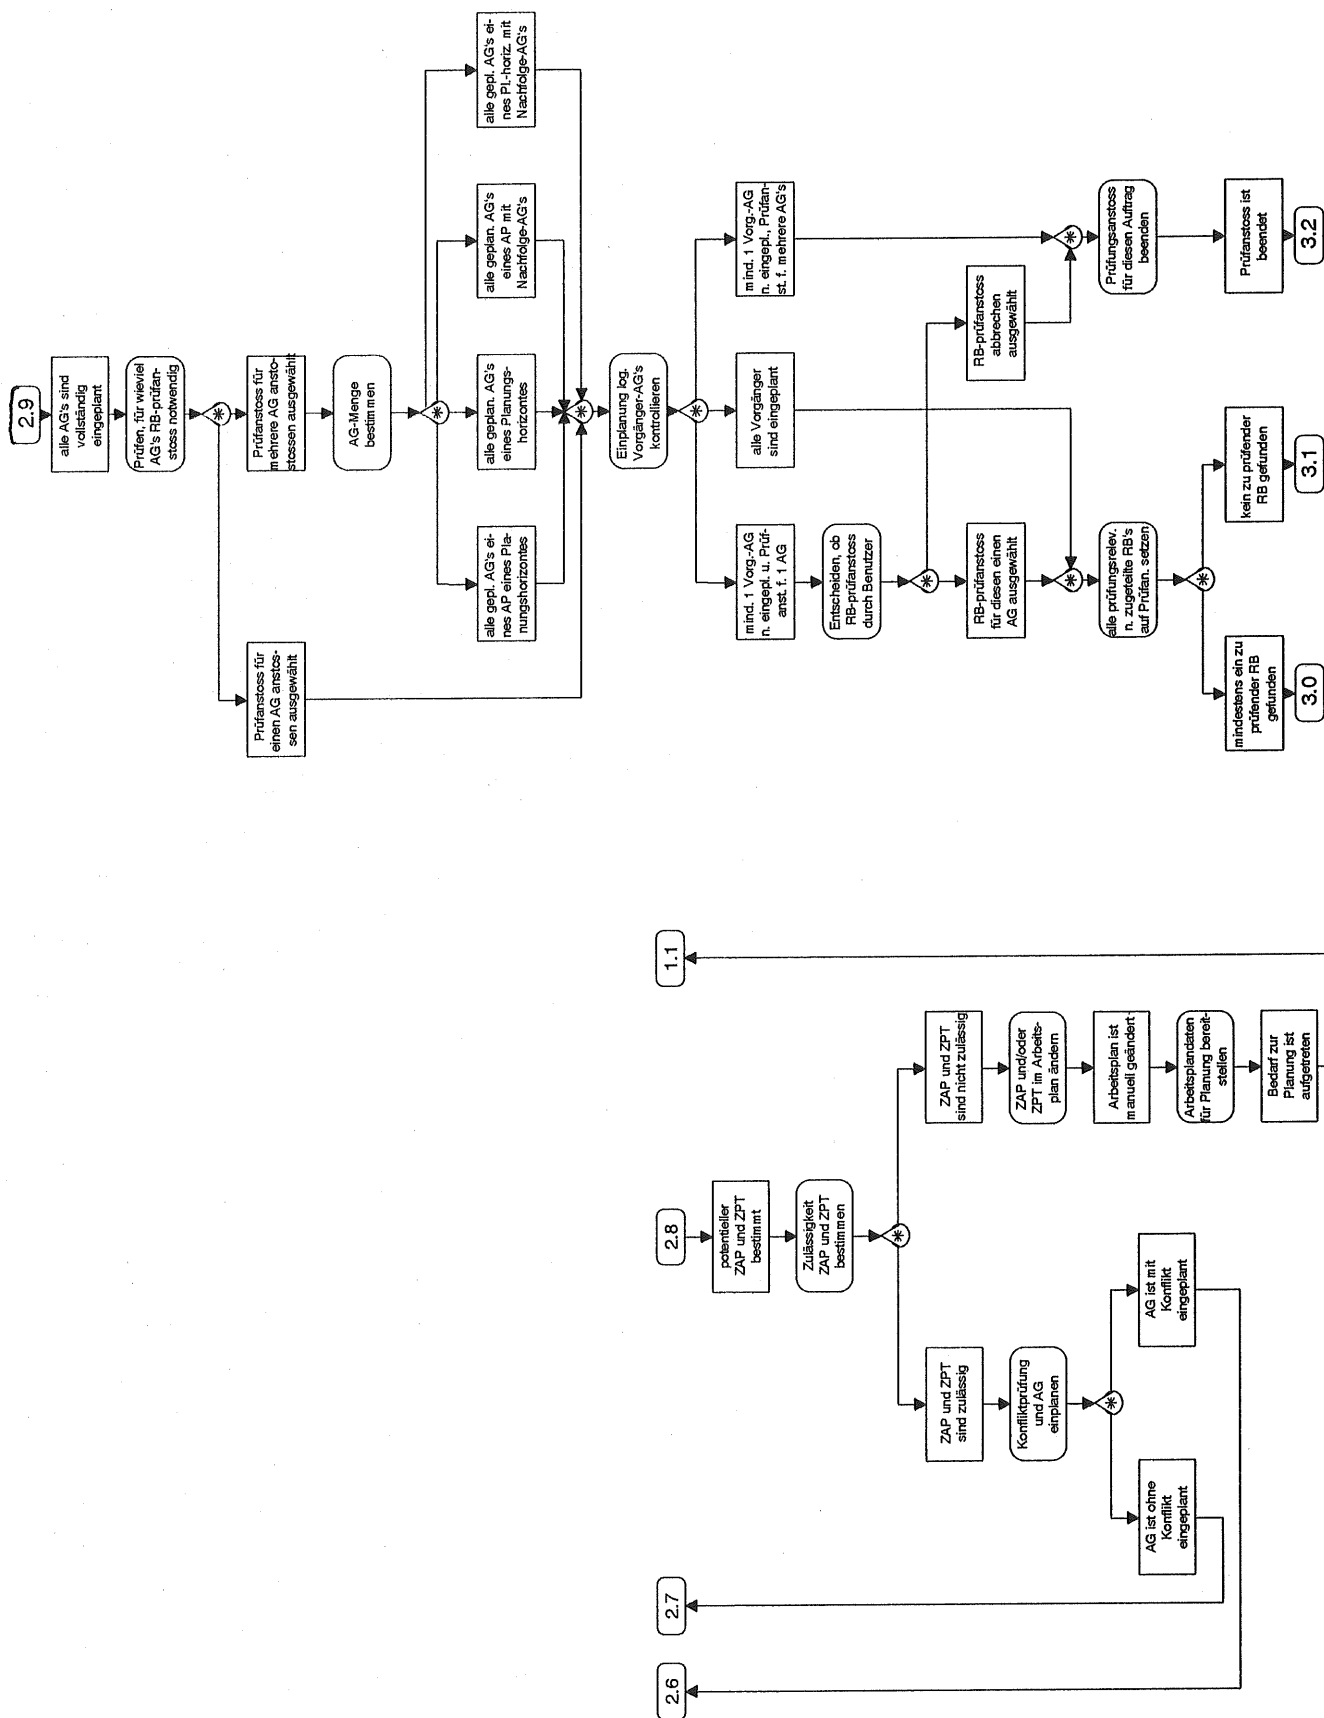 2.9
alle AG's sind
vollständig
eingeplant
Prüfen, für wieviel
AG's RB-prüfan-
stoss notwendig
Prüfanstoss für
mehrere AG ansto-
stossen ausgewählt
Prüfanstoss für
einen AG anstos-
sen ausgewählt
AG-Menge
bestimmen
alle gepl. AG's ei-
nes AP eines Pla-
nungshorizontes
alle geplan. AG's
eines Planungs-
horizontes
alle geplan. AG's
eines AP mit
Nachfolge-AG's
alle gepl. AG's ei-
nes Pl.-horiz. mit
Nachfolge-AG's
Einplanung log.
Vorgänger-AG's
kontrollieren
mind. 1 Vorg.-AG
n. eingepl. u. Prüf-
anst. f. 1 AG
alle Vorgänger
sind eingeplant
mind. 1 Vorg.-AG
n. eingepl., Prüfan-
st. f. mehrere AG's
Entscheiden, ob
RB-prüfanstoss
durch Benutzer
RB-prüfanstoss
für diesen einen
AG ausgewählt
RB-prüfanstoss
abbrechen
ausgewählt
alle prüfungsrelev.
n. zugeteilte RB's
auf Prüfan. setzen
Prüfungsanstoss
für diesen Auftrag
beenden
mindestens ein zu
prüfender RB
gefunden
kein zu prüfender
RB gefunden
Prüfanstoss ist
beendet
3.0
3.1
3.2
2.6
2.7
2.8
1.1
potentieller
ZAP und ZPT
bestimmt
Zulässigkeit
ZAP und ZPT
bestimmen
ZAP und ZPT
sind zulässig
ZAP und ZPT
sind nicht zulässig
Konfliktprüfung
und AG
einplanen
ZAP und/oder
ZPT im Arbeits-
plan ändern
Arbeitsplan ist
manuell geändert
AG ist ohne
Konflikt
eingeplant
AG ist mit
Konflikt
eingeplant
Arbeitsplandaten
für Planung bereit-
stellen
Bedarf zur
Planung ist
aufgetreten